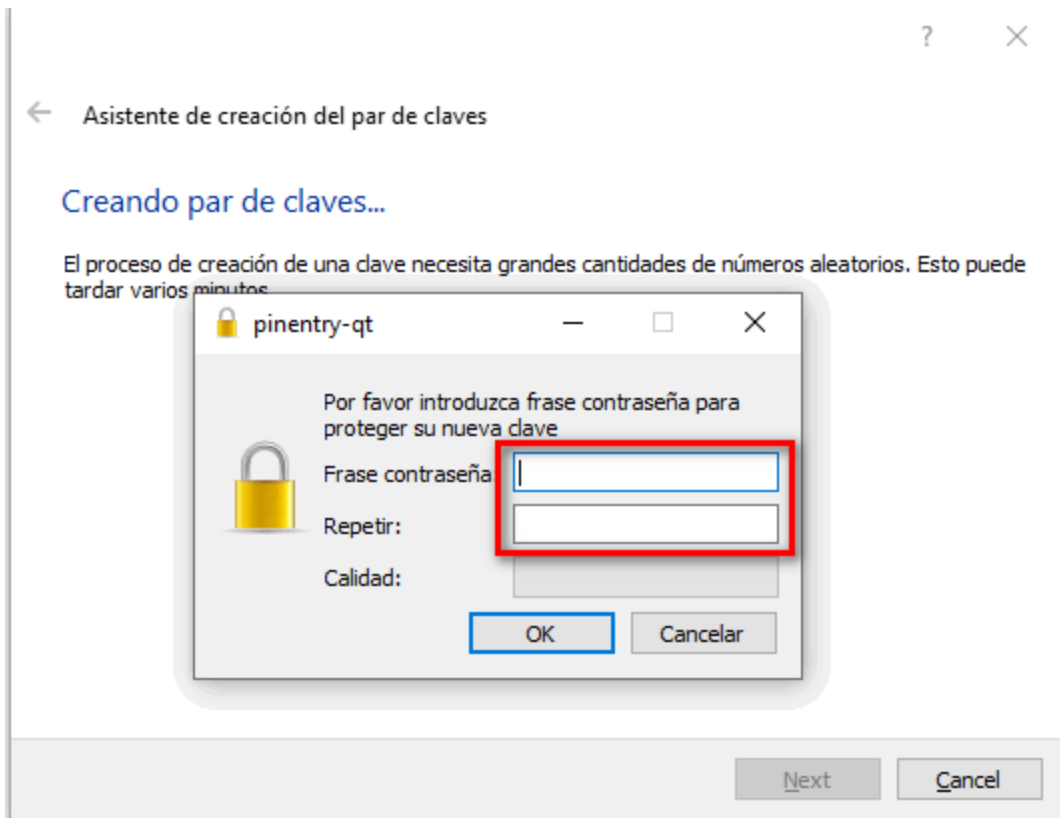 ?
Asistente de creación del par de claves
Creando par de claves...
El proceso de creación de una clave necesita grandes cantidades de números aleatorios. Esto puede
tardar varios minutos
pinentry-qt
Por favor introduzca frase contraseña para
proteger su nueva clave
Frase contraseña:
Repetir:
Calidad:
OK
Cancelar
Next
Cancel